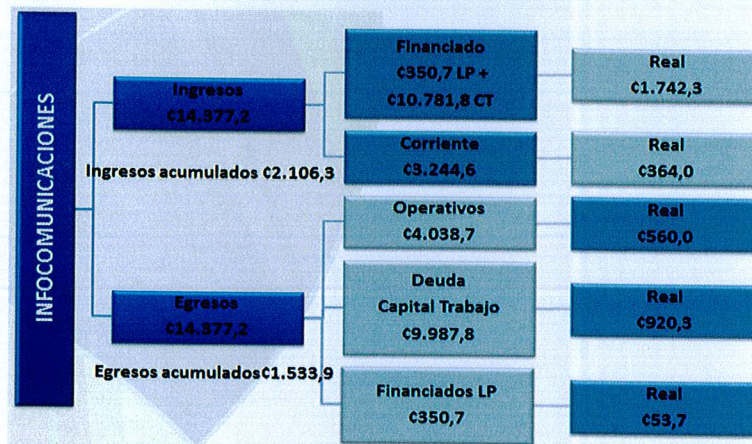 INFOCOMUNICACIONES
Ingresos
¢14.377,2
Ingresos acumulados ¢2.106,3
Financiado
¢350,7 LP +
¢10.781,8 CT
Real
¢1.742,3
Corriente
¢3.244,6
Real
¢364,0
Egresos
¢14.377,2
Egresos acumulados¢1.533,9
Operativos
¢4.038,7
Real
¢560,0
Deuda
Capital Trabajo
¢9.987,8
Real
¢920,3
Financiados LP
¢350,7
Real
¢53,7